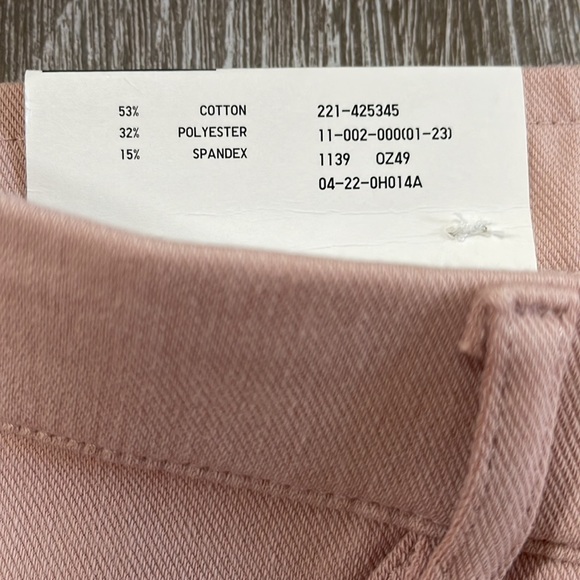 53% COTTON 221-425345
32% POLYESTER 11-002-000(01-23)
15% SPANDEX 1139 OZ49
04-22-0H014A